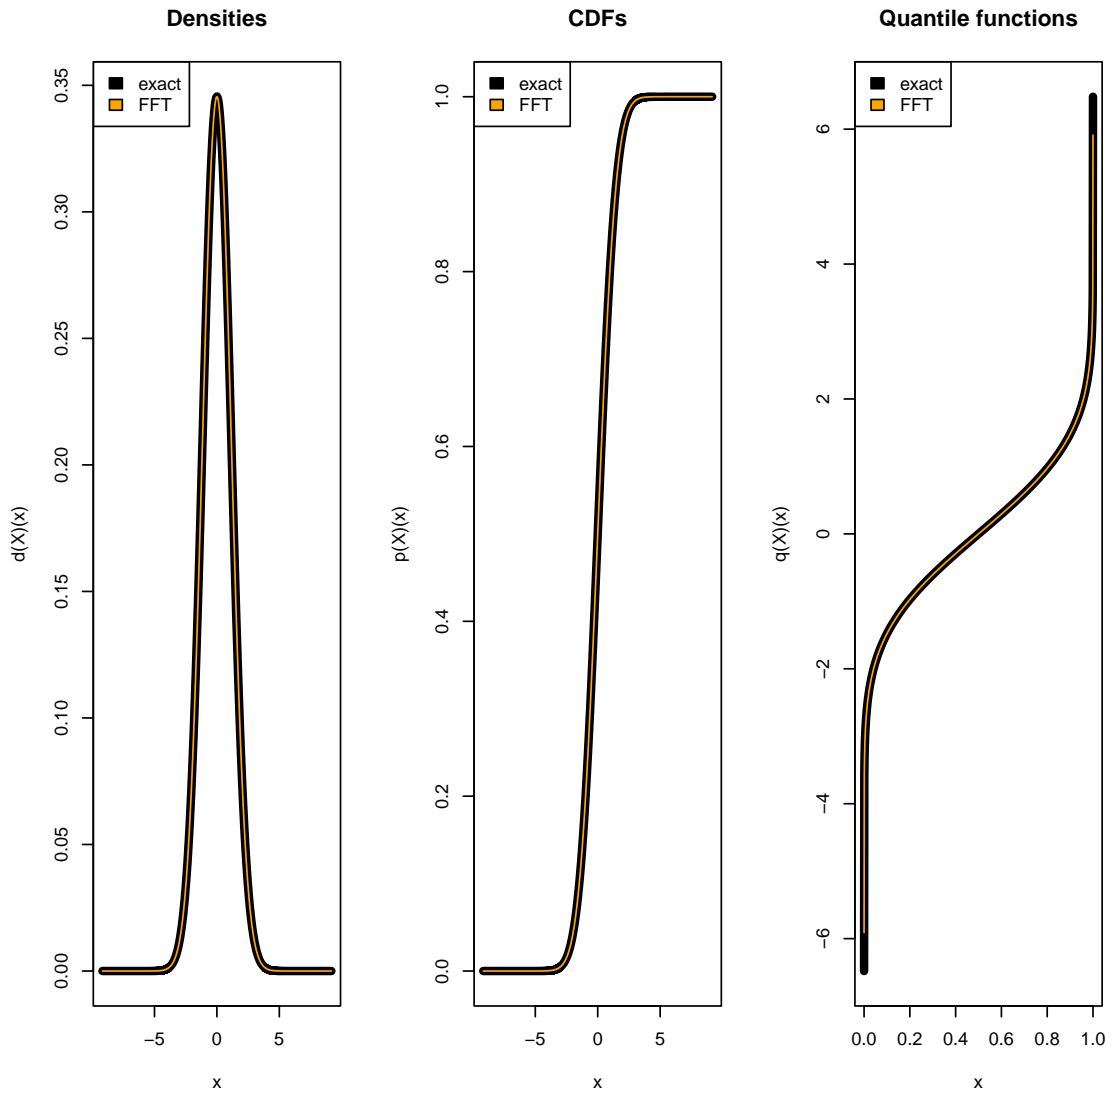 Densities
exact
FFT
0.35
0.30
0.25
0.20
0.15
0.10
0.05
0.00
d(X)(x)
−5 0 5
x
CDFs
exact
FFT
1.0
0.8
0.6
0.4
0.2
0.0
p(X)(x)
−5 0 5
x
Quantile functions
exact
FFT
6
4
2
0
−2
−4
−6
q(X)(x)
0.0 0.2 0.4 0.6 0.8 1.0
x